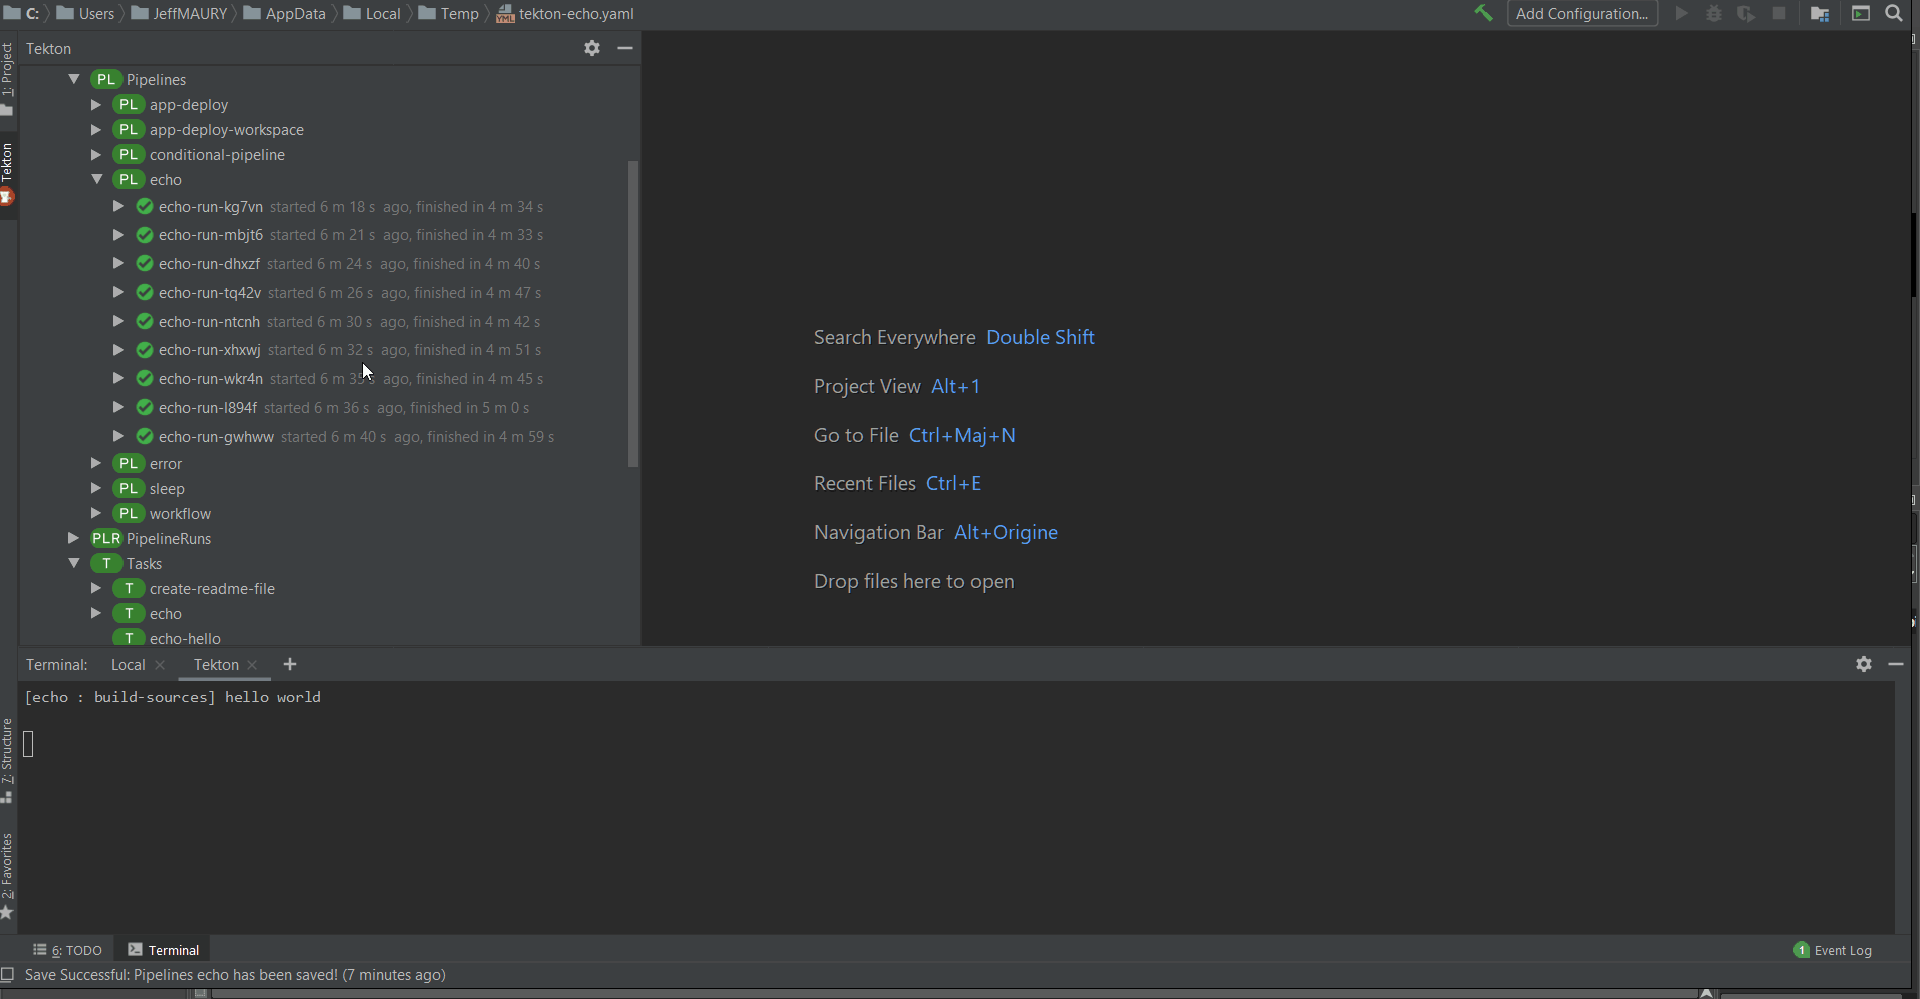 C: Users JeffMAURY AppData Local Temp tekton-echo.yaml Add Configuration...
1: Project
Tekton
Tekton
PL Pipelines
PL app-deploy
PL app-deploy-workspace
PL conditional-pipeline
PL echo
echo-run-kg7vn started 6 m 18 s ago, finished in 4 m 34 s
echo-run-mbjt6 started 6 m 21 s ago, finished in 4 m 33 s
echo-run-dhxzf started 6 m 24 s ago, finished in 4 m 40 s
echo-run-tq42v started 6 m 26 s ago, finished in 4 m 47 s
echo-run-ntcnh started 6 m 30 s ago, finished in 4 m 42 s
echo-run-xhxwj started 6 m 32 s ago, finished in 4 m 51 s
echo-run-wkr4n started 6 m 35 s ago, finished in 4 m 45 s
echo-run-l894f started 6 m 36 s ago, finished in 5 m 0 s
echo-run-gwhww started 6 m 40 s ago, finished in 4 m 59 s
PL error
PL sleep
PL workflow
PLR PipelineRuns
T Tasks
T create-readme-file
T echo
T echo-hello
Search Everywhere Double Shift
Project View Alt+1
Go to File Ctrl+Maj+N
Recent Files Ctrl+E
Navigation Bar Alt+Origine
Drop files here to open
Terminal: Local Tekton
[echo : build-sources] hello world
7: Structure
2: Favorites
6: TODO Terminal 1 Event Log
Save Successful: Pipelines echo has been saved! (7 minutes ago)